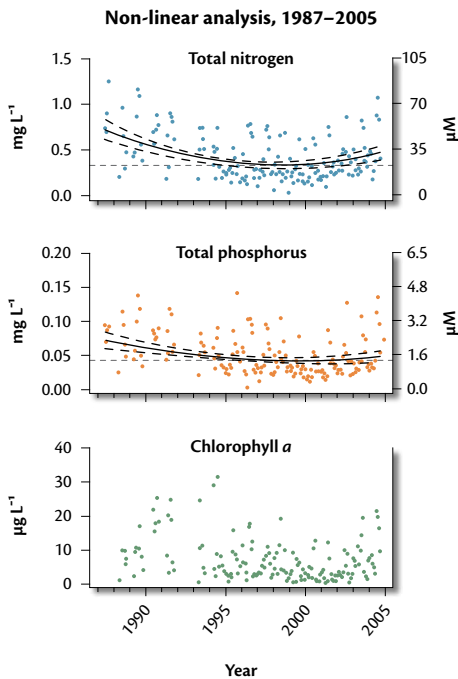 Non-linear analysis, 1987–2005
Total nitrogen
mg L⁻¹
1.5
1.0
0.5
0.0
105
70
35
0
µM
Total phosphorus
mg L⁻¹
0.20
0.15
0.10
0.05
0.00
6.5
4.8
3.2
1.6
0.0
µM
Chlorophyll a
µg L⁻¹
40
30
20
10
0
1990
1995
2000
2005
Year